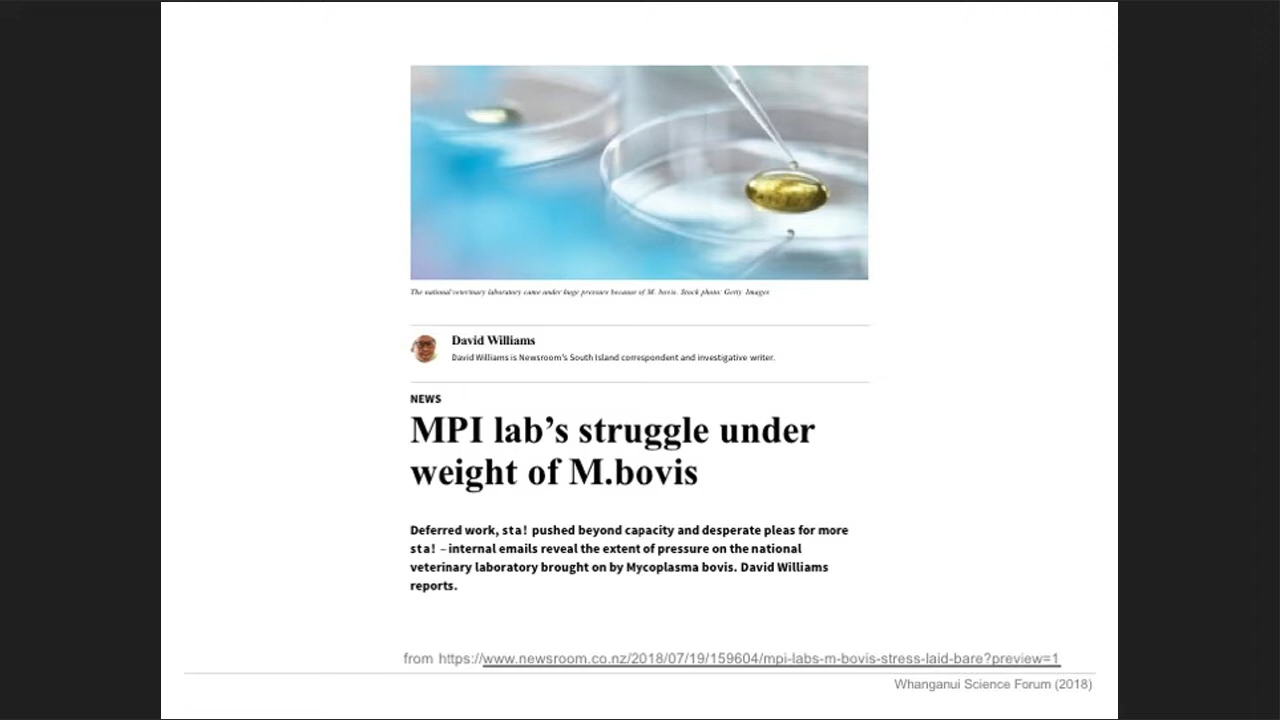 The national veterinary laboratory came under huge pressure because of M. bovis. Stock photo: Getty Images
David Williams
David Williams is Newsroom's South Island correspondent and investigative writer.
NEWS
MPI lab’s struggle under
weight of M.bovis
Deferred work, sta! pushed beyond capacity and desperate pleas for more
sta! – internal emails reveal the extent of pressure on the national
veterinary laboratory brought on by Mycoplasma bovis. David Williams
reports.
from https://www.newsroom.co.nz/2018/07/19/159604/mpi-labs-m-bovis-stress-laid-bare?preview=1
Whanganui Science Forum (2018)